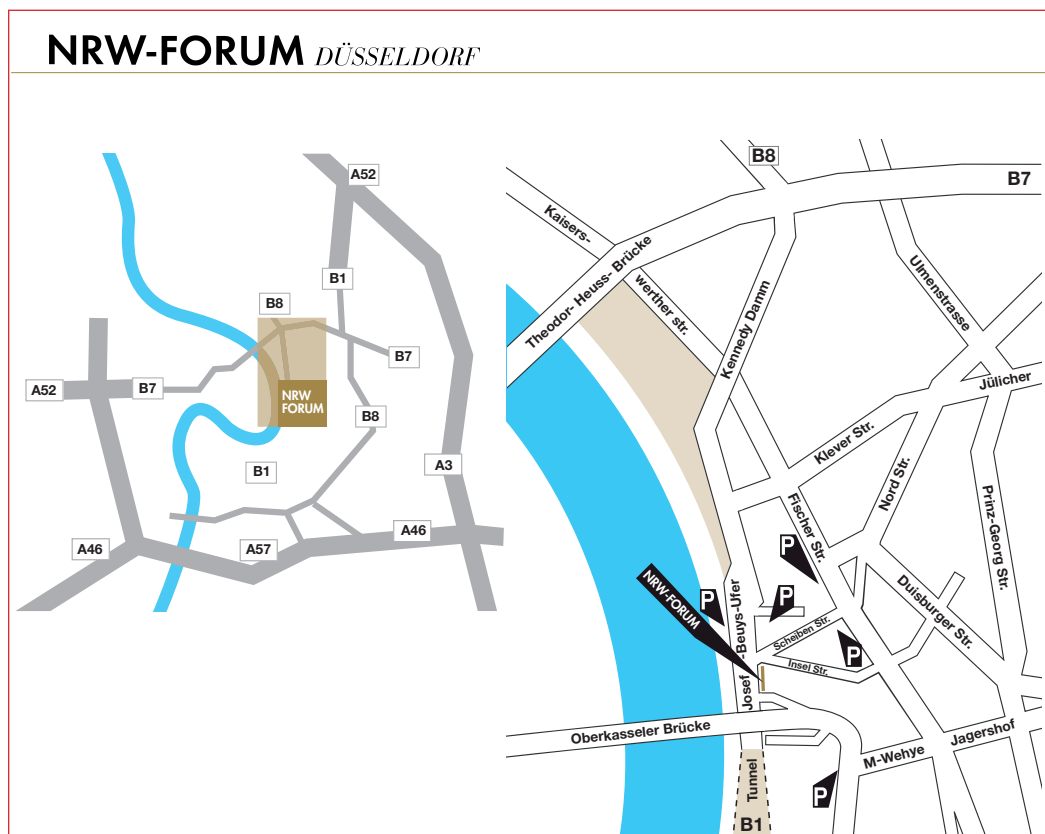 NRW-FORUM DÜSSELDORF
A52
B1
B8
B7
A52
B7
NRW
FORUM
B8
B1
A3
A46
A46
A57
B8
B7
Kaisers-
werther str.
Theodor- Heuss- Brücke
Kennedy Damm
Ulmenstrasse
Jülicher
Klever Str.
Nord Str.
Prinz-Georg Str.
Fischer Str.
P
P
P
NRW-FORUM
Josef -Beuys-Ufer
Scheiben Str.
Duisburger Str.
P
Insel Str.
Oberkasseler Brücke
M-Wehye
Jagershof
Tunnel
P
B1